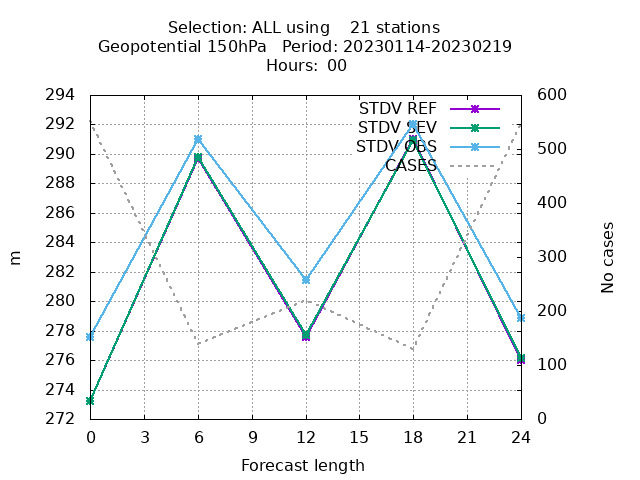 Selection: ALL using    21 stations
Geopotential 150hPa   Period: 20230114-20230219
Hours:  00
294
292
290
288
286
284
282
280
278
276
274
272
600
500
400
300
200
100
0
STDV REF
STDV SEV
STDV OBS
CASES
m
No cases
0 3 6 9 12 15 18 21 24
Forecast length